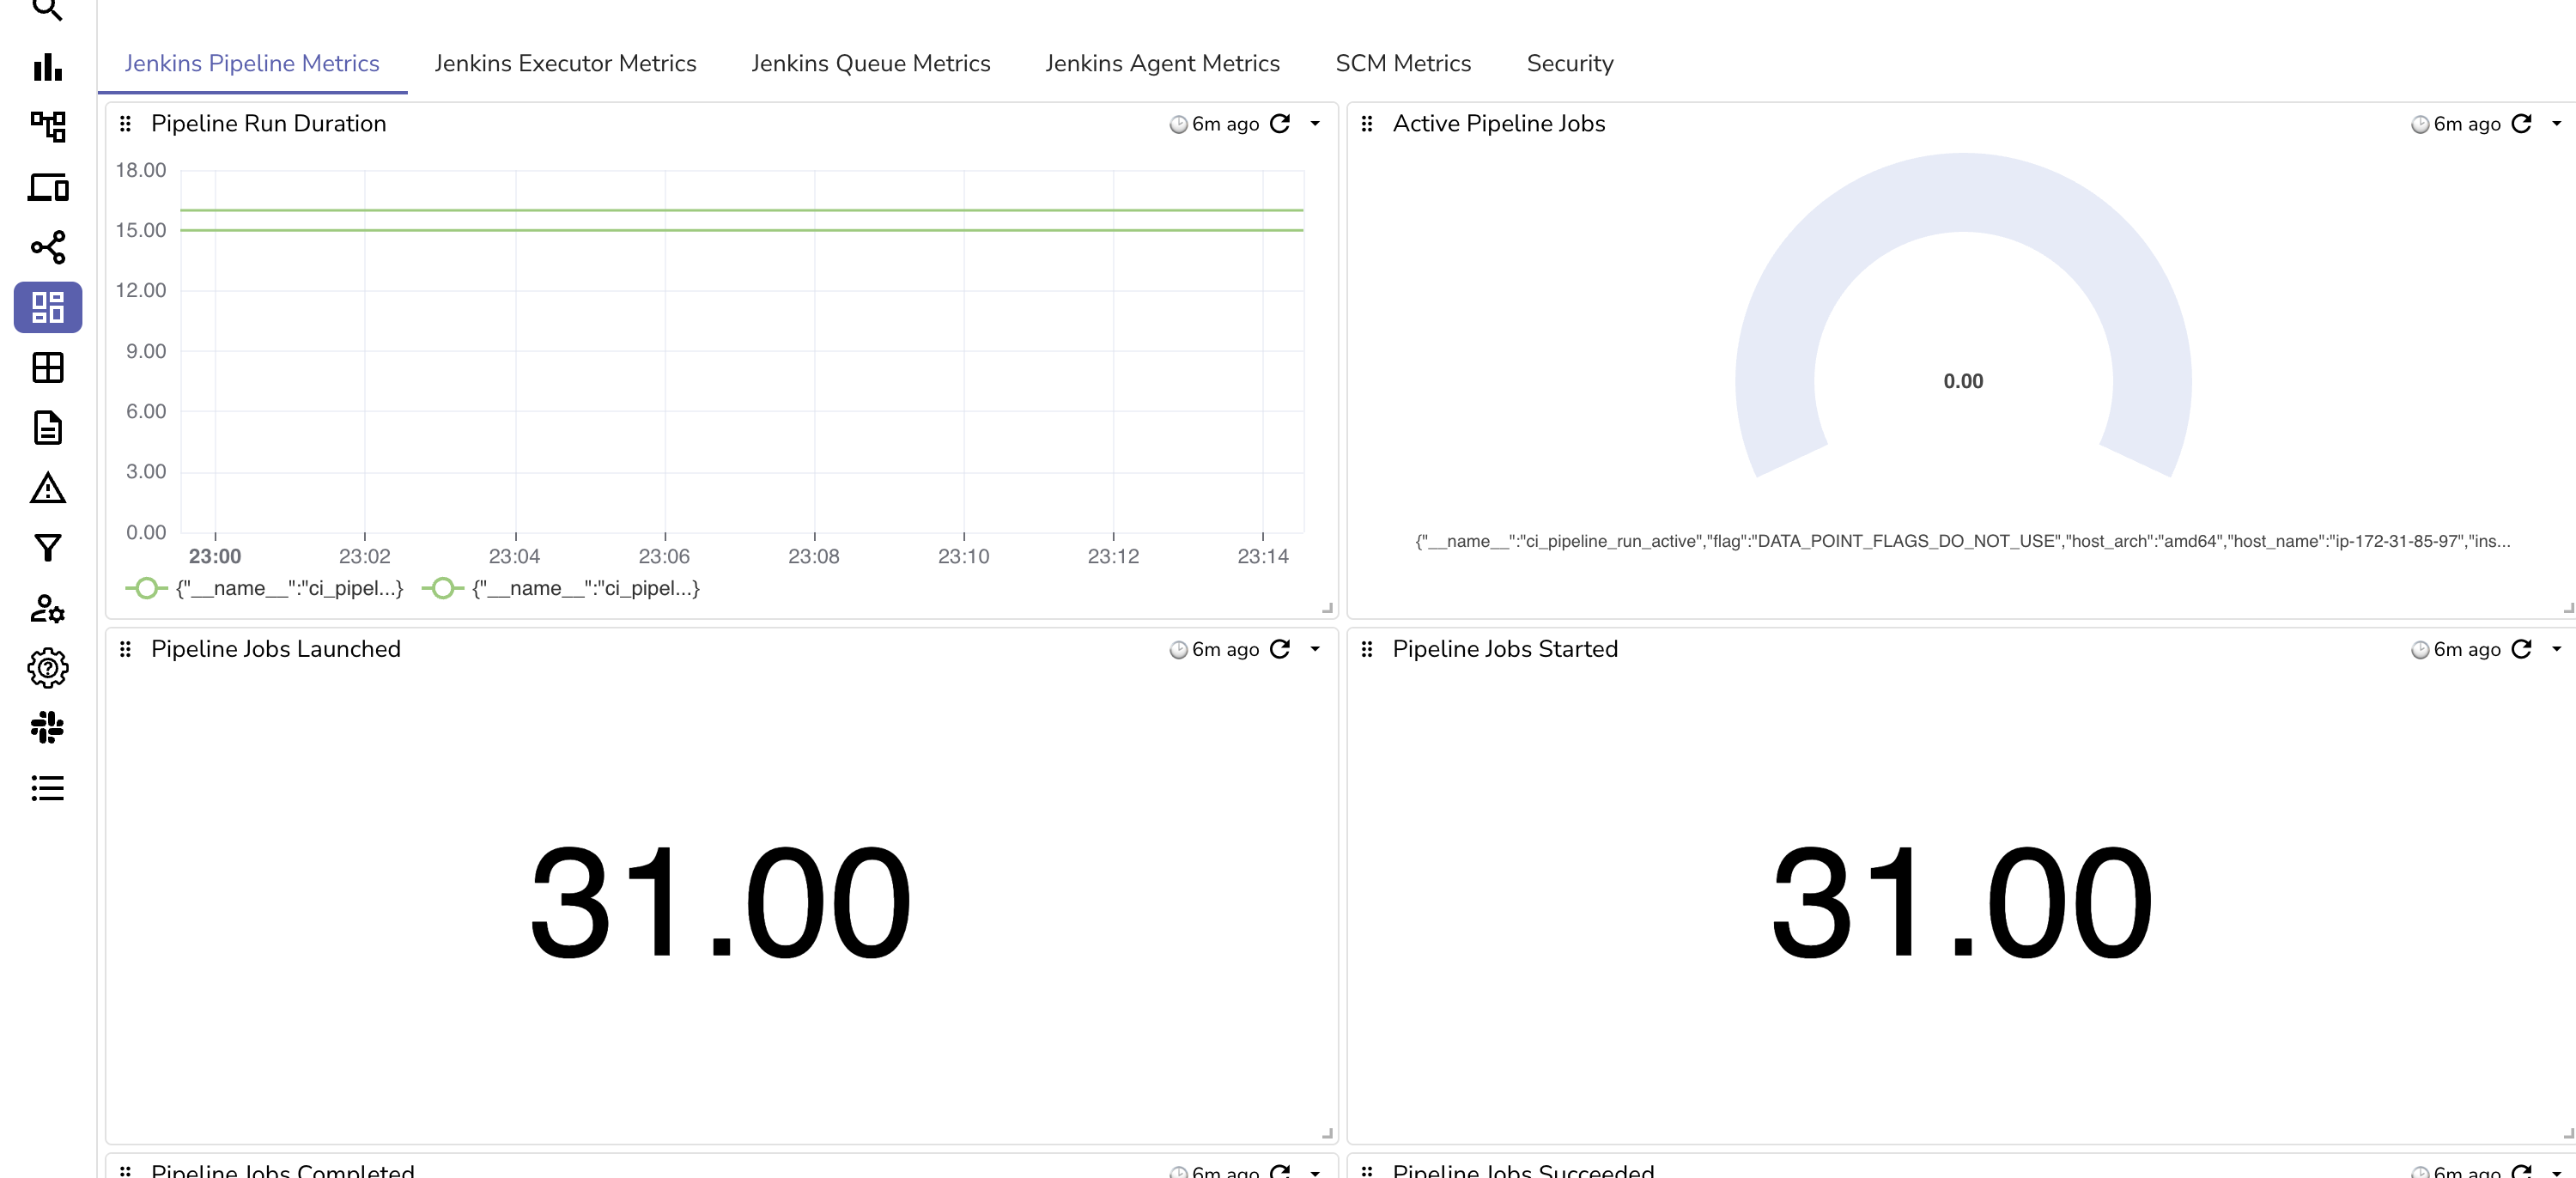 Jenkins Pipeline Metrics Jenkins Executor Metrics Jenkins Queue Metrics Jenkins Agent Metrics SCM Metrics Security
Pipeline Run Duration 6m ago
18.00
15.00
12.00
9.00
6.00
3.00
0.00
23:00 23:02 23:04 23:06 23:08 23:10 23:12 23:14
{"__name__":"ci_pipel...} {"__name__":"ci_pipel...}
Active Pipeline Jobs 6m ago
0.00
{"__name__":"ci_pipeline_run_active","flag":"DATA_POINT_FLAGS_DO_NOT_USE","host_arch":"amd64","host_name":"ip-172-31-85-97","ins...
Pipeline Jobs Launched 6m ago
31.00
Pipeline Jobs Started 6m ago
31.00
Pipeline Jobs Completed 6m ago
Pipeline Jobs Succeeded 6m ago